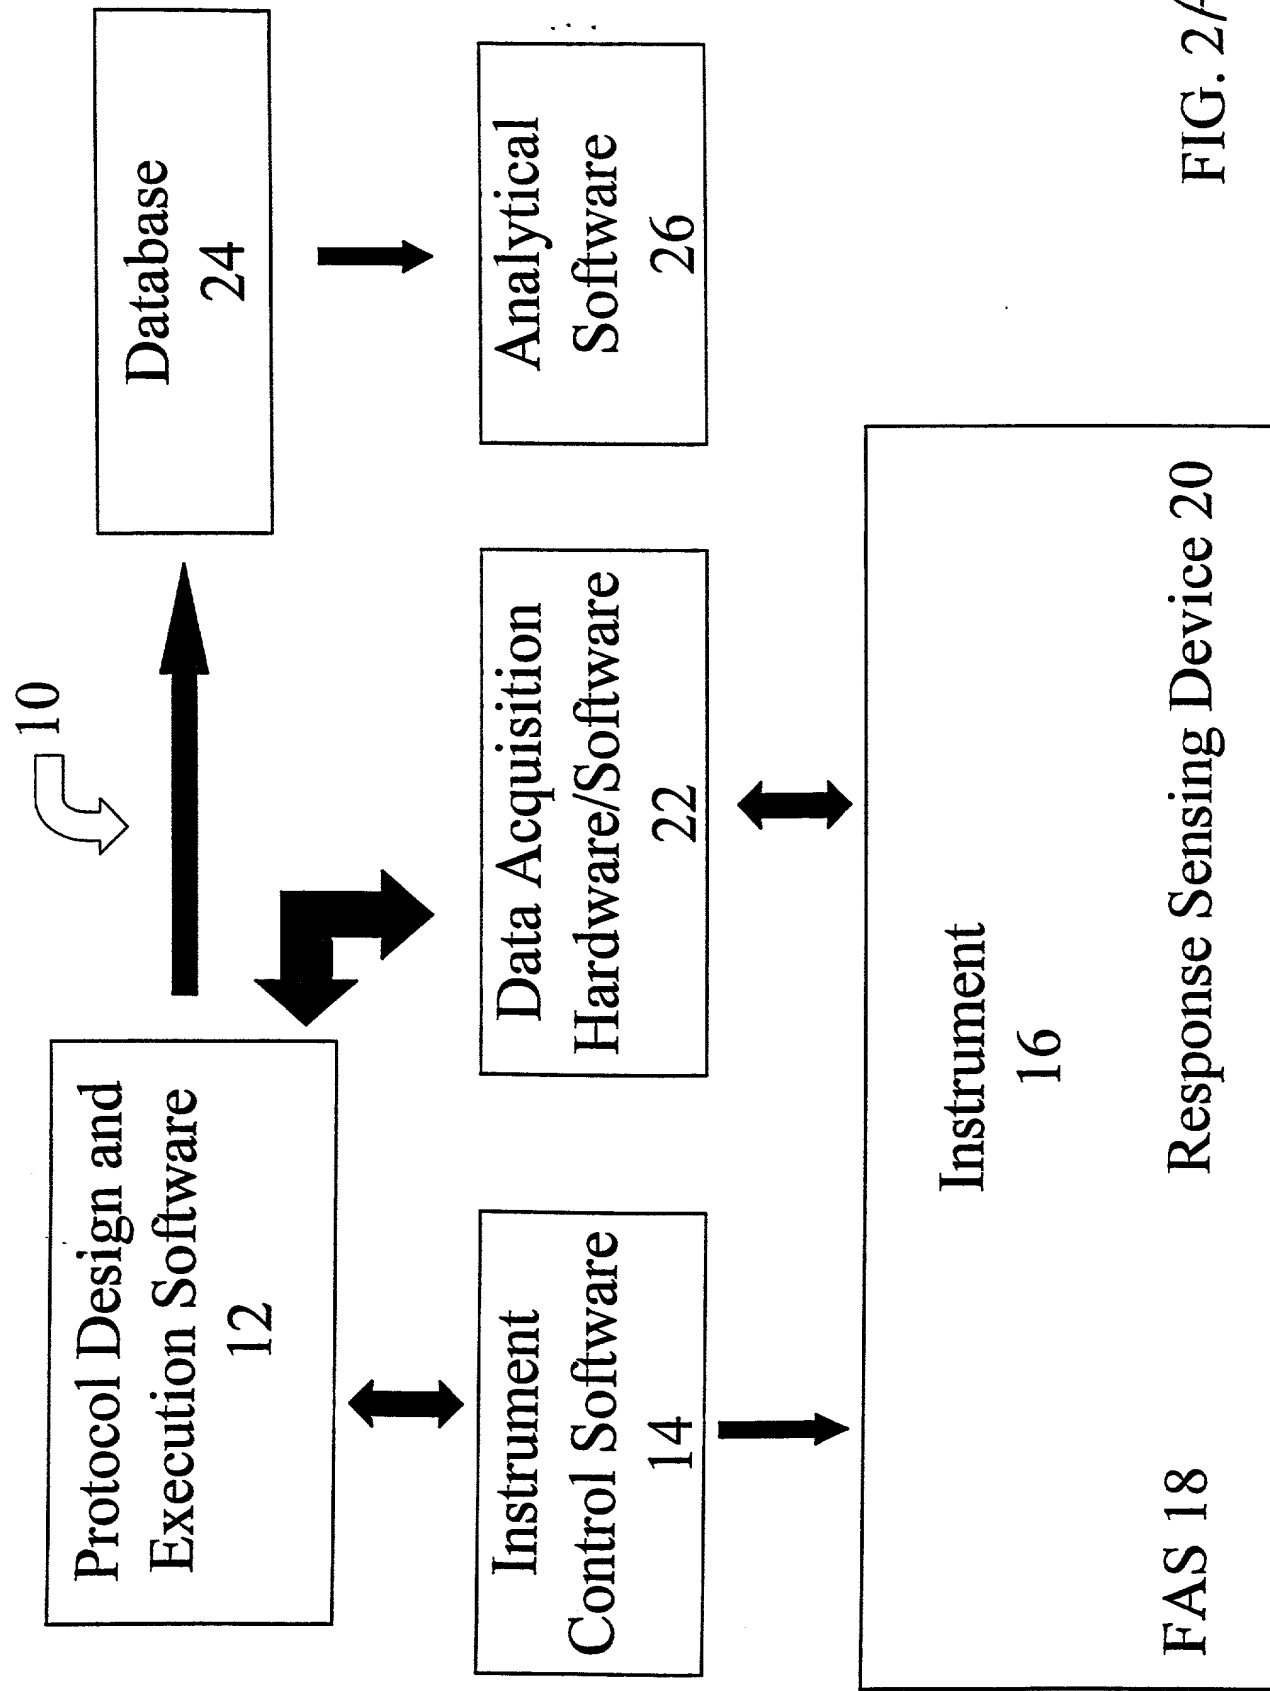 10
Protocol Design and
Execution Software
12
Database
24
Instrument
Control Software
14
Data Acquisition
Hardware/Software
22
Analytical
Software
26
Instrument
16
FAS 18
Response Sensing Device 20
FIG. 2A